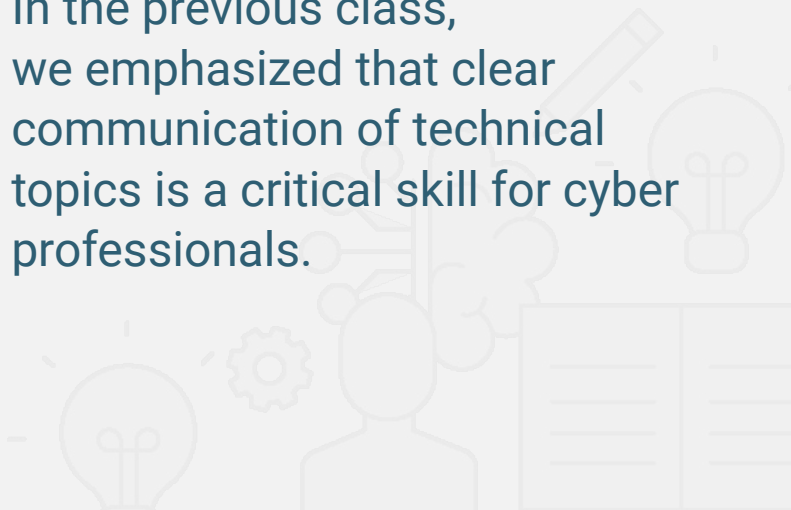 In the previous class,
we emphasized that clear
communication of technical
topics is a critical skill for cyber
professionals.